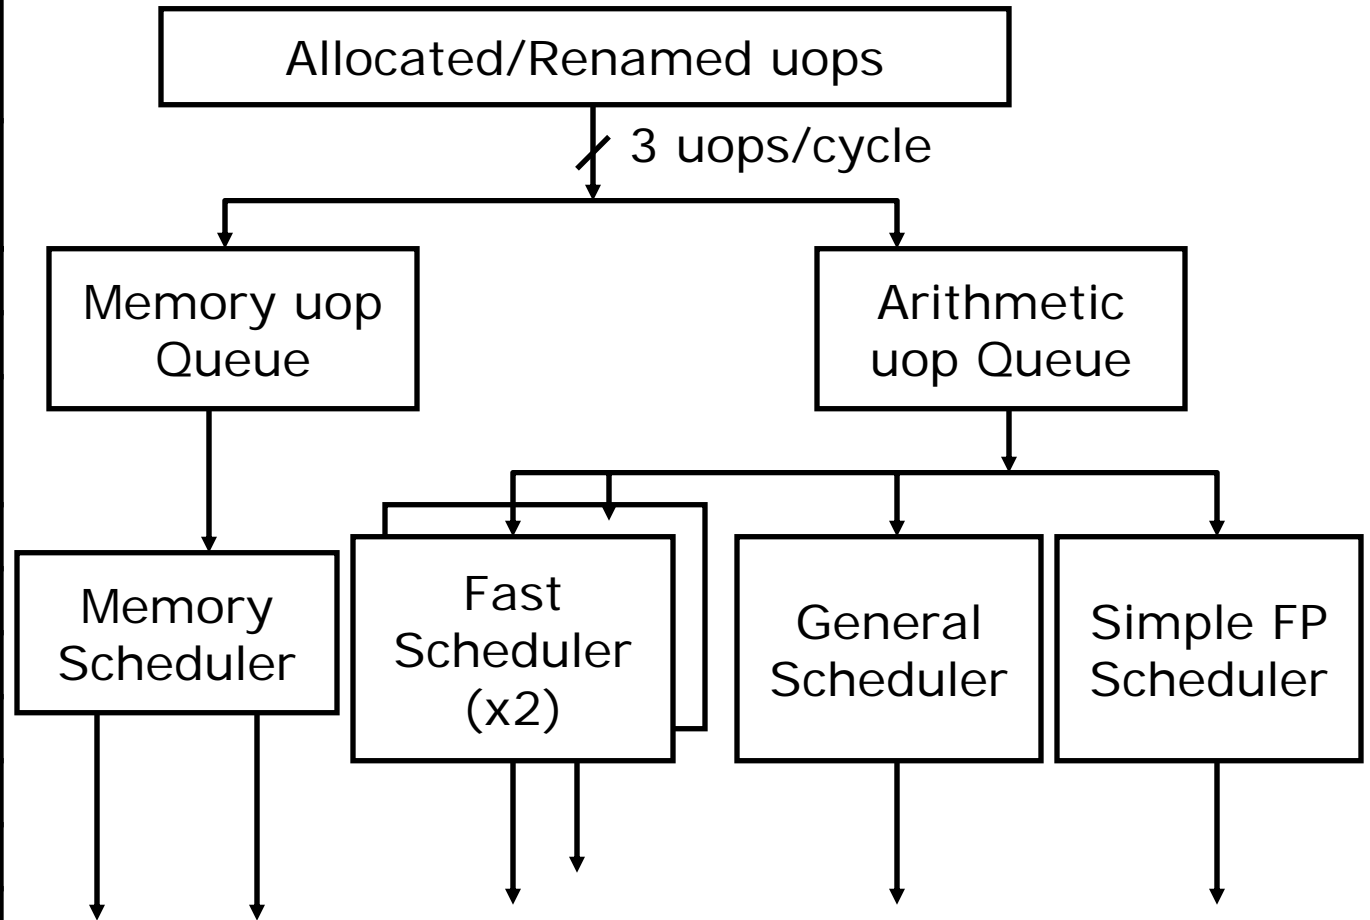 Allocated/Renamed uops
3 uops/cycle
Memory uop
Queue
Arithmetic
uop Queue
Memory
Scheduler
Fast
Scheduler
(x2)
General
Scheduler
Simple FP
Scheduler